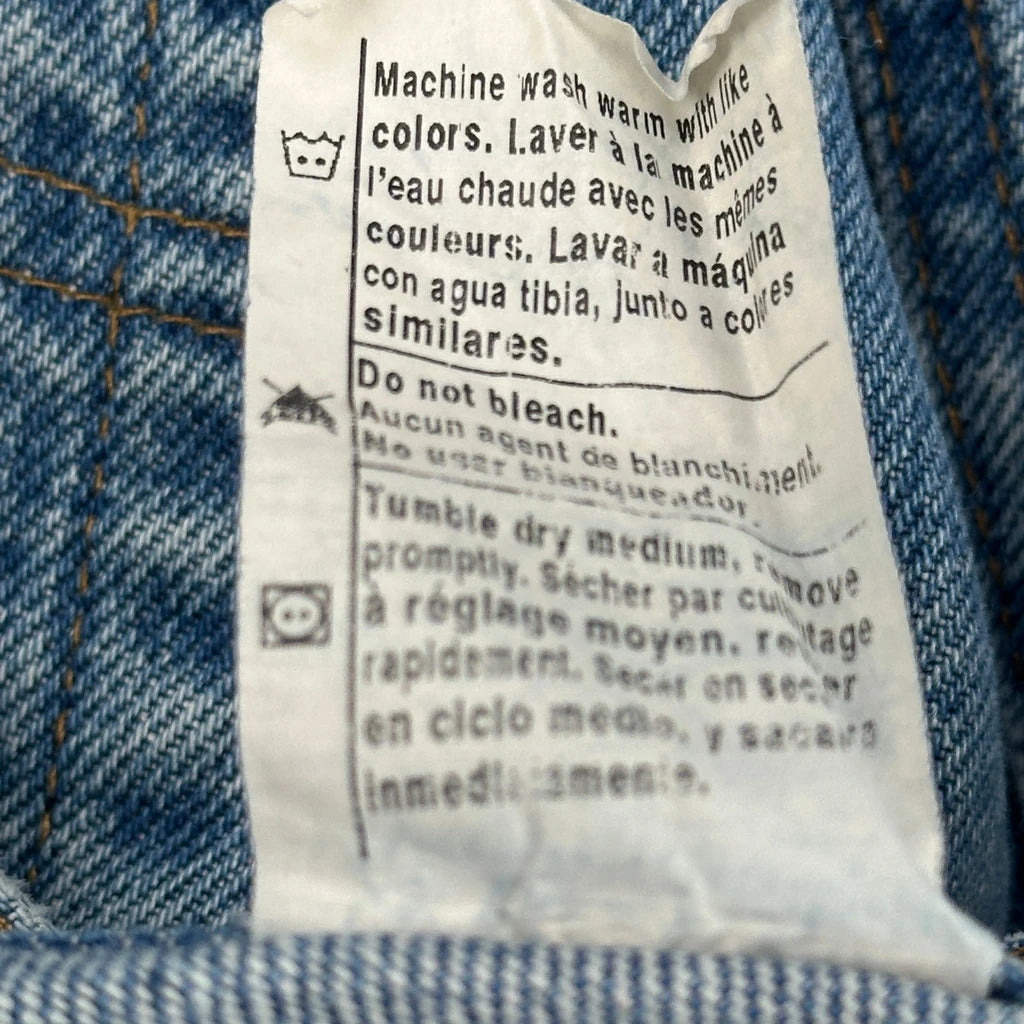 Machine wash warm with like
colors. Laver à la machine à
l'eau chaude avec les mêmes
couleurs. Lavar a máquina
con agua tibia, junto a colores
similares.
Do not bleach.
Aucun agent de blanchiment.
No usar blanqueador.
Tumble dry medium, remove
promptly. Sécher par culbutage
à réglage moyen, retirer
rapidement. Secar en
en ciclo medio, y
inmediatamente.